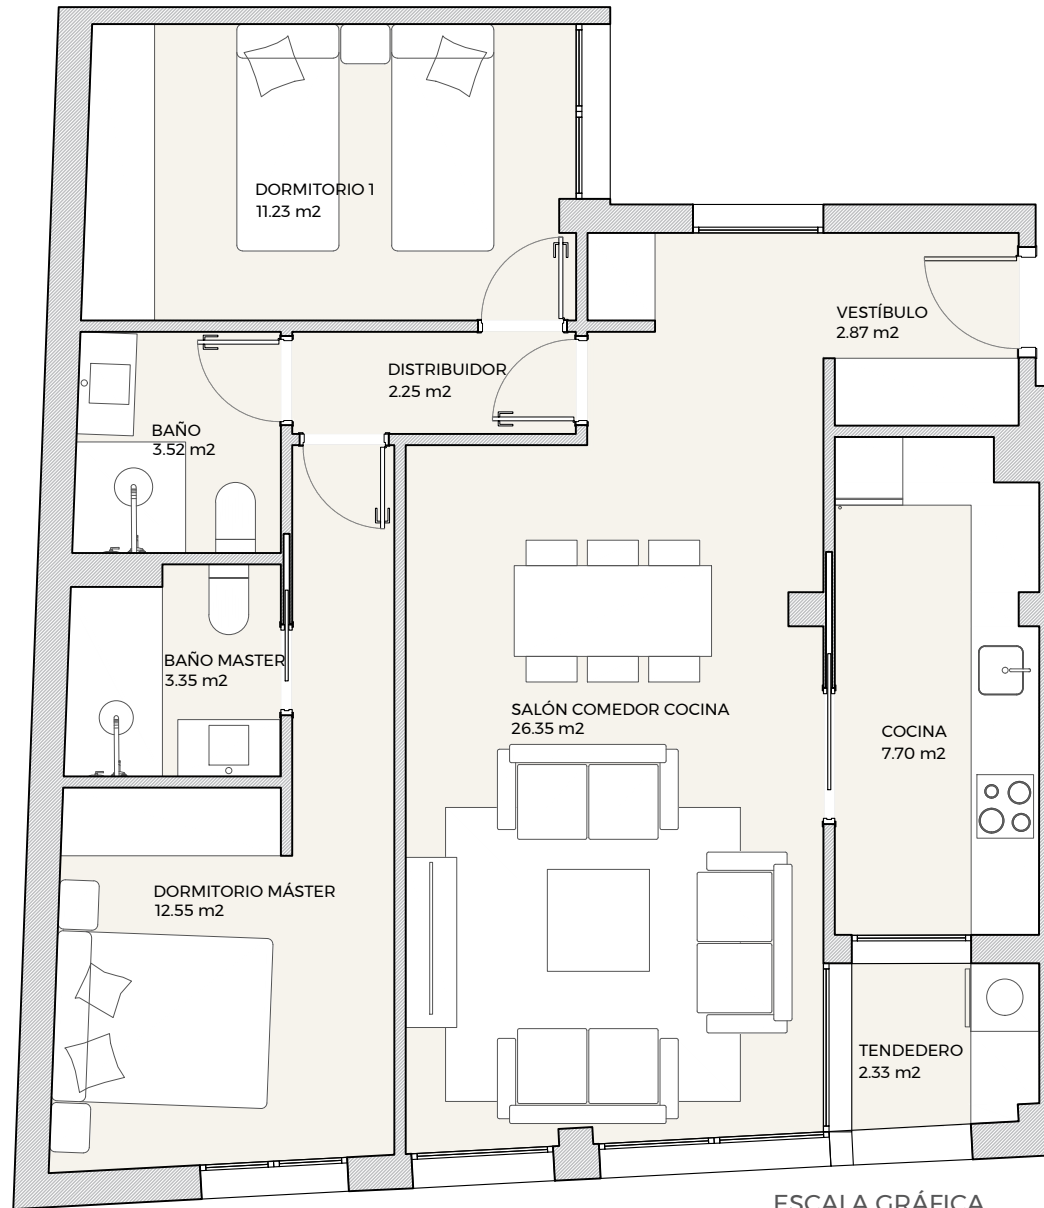 DORMITORIO 1
11.23 m2
VESTÍBULO
2.87 m2
DISTRIBUIDOR
2.25 m2
BAÑO
3.52 m2
BAÑO MASTER
3.35 m2
SALÓN COMEDOR COCINA
26.35 m2
COCINA
7.70 m2
DORMITORIO MÁSTER
12.55 m2
TENDEDERO
2.33 m2
ESCALA GRÁFICA